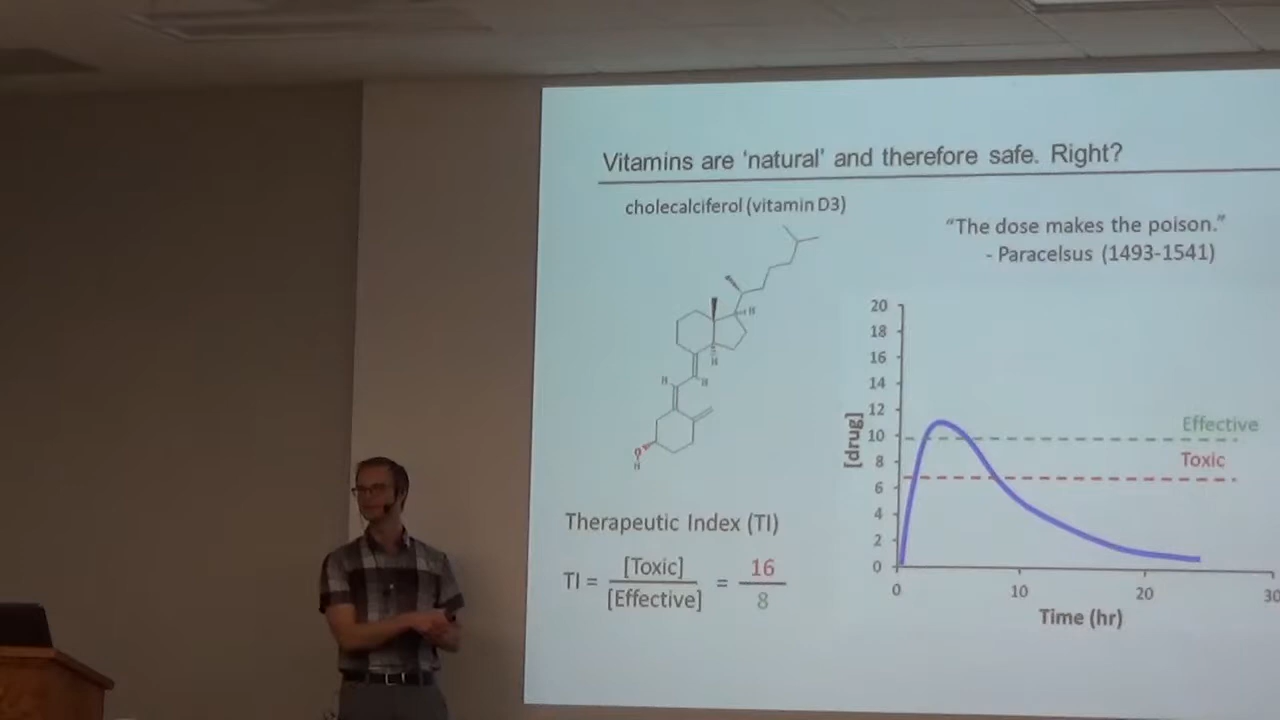 Vitamins are ‘natural’ and therefore safe. Right?
cholecalciferol (vitamin D3)
“The dose makes the poison.”
- Paracelsus (1493-1541)
H
H
H
H
O
H
Therapeutic Index (TI)
TI = [Toxic] / [Effective] = 16 / 8
20
18
16
14
12
10
8
6
4
2
0
[drug]
Effective
Toxic
0 10 20 30
Time (hr)